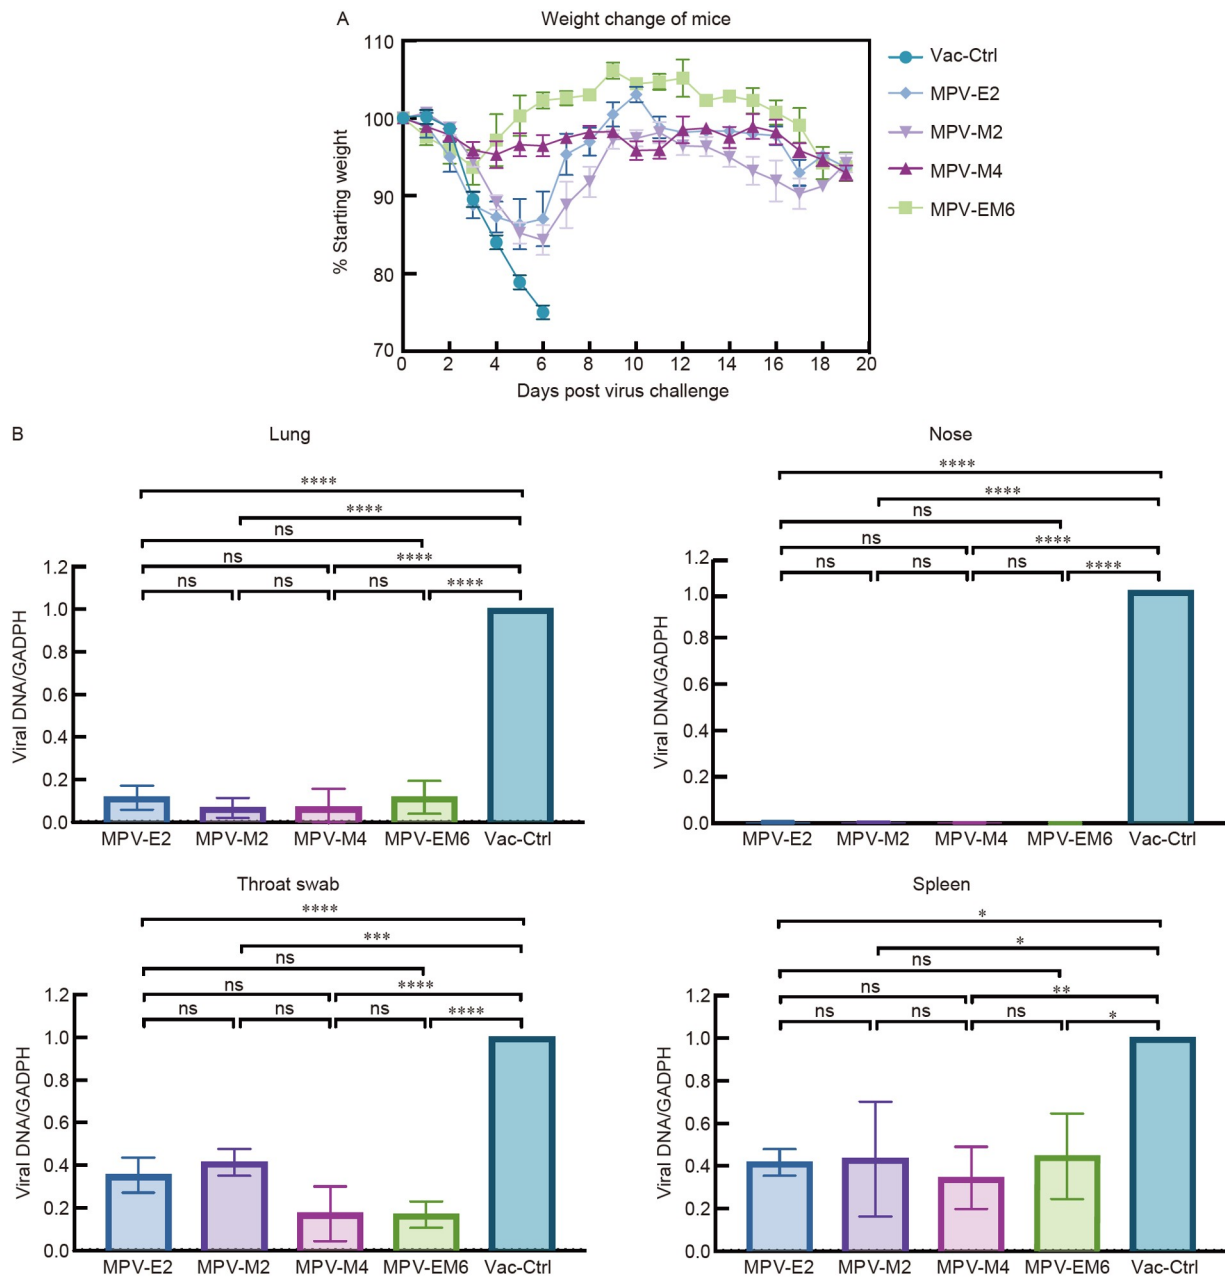 A
Weight change of mice
110
100
90
80
70
% Starting weight
0 2 4 6 8 10 12 14 16 18 20
Days post virus challenge
Vac-Ctrl
MPV-E2
MPV-M2
MPV-M4
MPV-EM6
B
Lung
****
****
ns
ns ****
ns ns ns ****
1.2
1.0
0.8
0.6
0.4
0.2
0.0
Viral DNA/GADPH
MPV-E2 MPV-M2 MPV-M4 MPV-EM6 Vac-Ctrl
Nose
****
****
ns
ns ****
ns ns ns ****
1.2
1.0
0.8
0.6
0.4
0.2
0.0
Viral DNA/GADPH
MPV-E2 MPV-M2 MPV-M4 MPV-EM6 Vac-Ctrl
Throat swab
****
***
ns
ns ****
ns ns ns ****
1.2
1.0
0.8
0.6
0.4
0.2
0.0
Viral DNA/GADPH
MPV-E2 MPV-M2 MPV-M4 MPV-EM6 Vac-Ctrl
Spleen
*
*
ns
ns **
ns ns ns *
1.2
1.0
0.8
0.6
0.4
0.2
0.0
Viral DNA/GADPH
MPV-E2 MPV-M2 MPV-M4 MPV-EM6 Vac-Ctrl